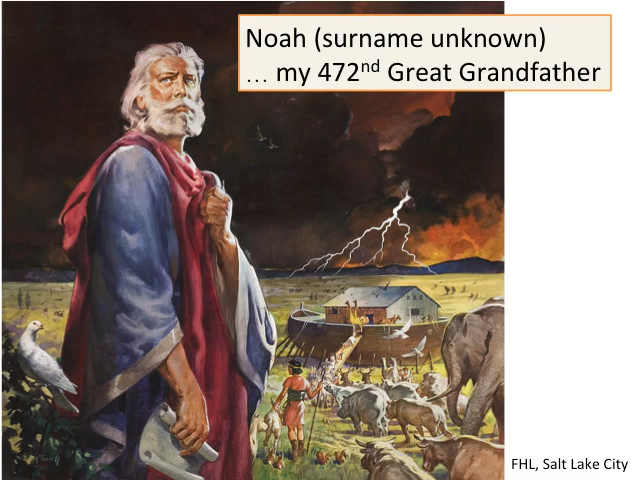 Noah (surname unknown)
… my 472nd Great Grandfather
FHL, Salt Lake City